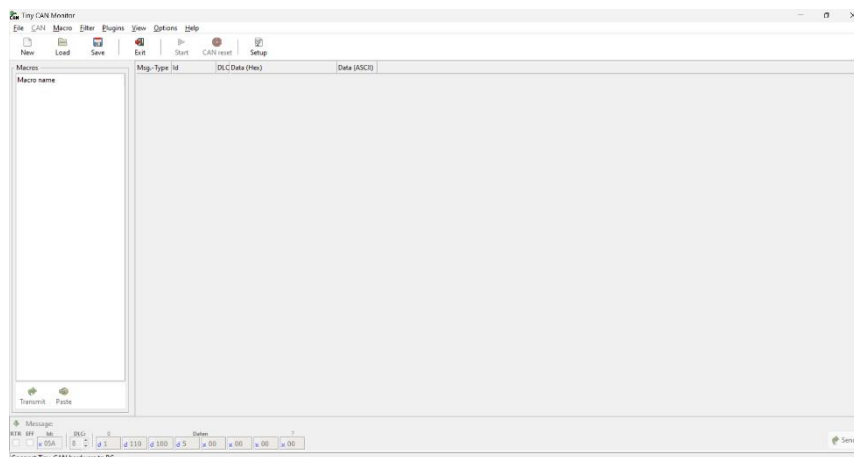 Tiny CAN Monitor
File CAN Macro Filter Plugins View Options Help
New Load Save Exit Start CAN reset Setup
Macros
Msg.-Type Id DLC Data (Hex) Data (ASCII)
Macro name
Transmit Paste
Message:
RTR EFF Id: DLC: 0 Daten 7
x 05A 8 d 1 d 110 d 100 d 5 x 00 x 00 x 00 x 00
Send